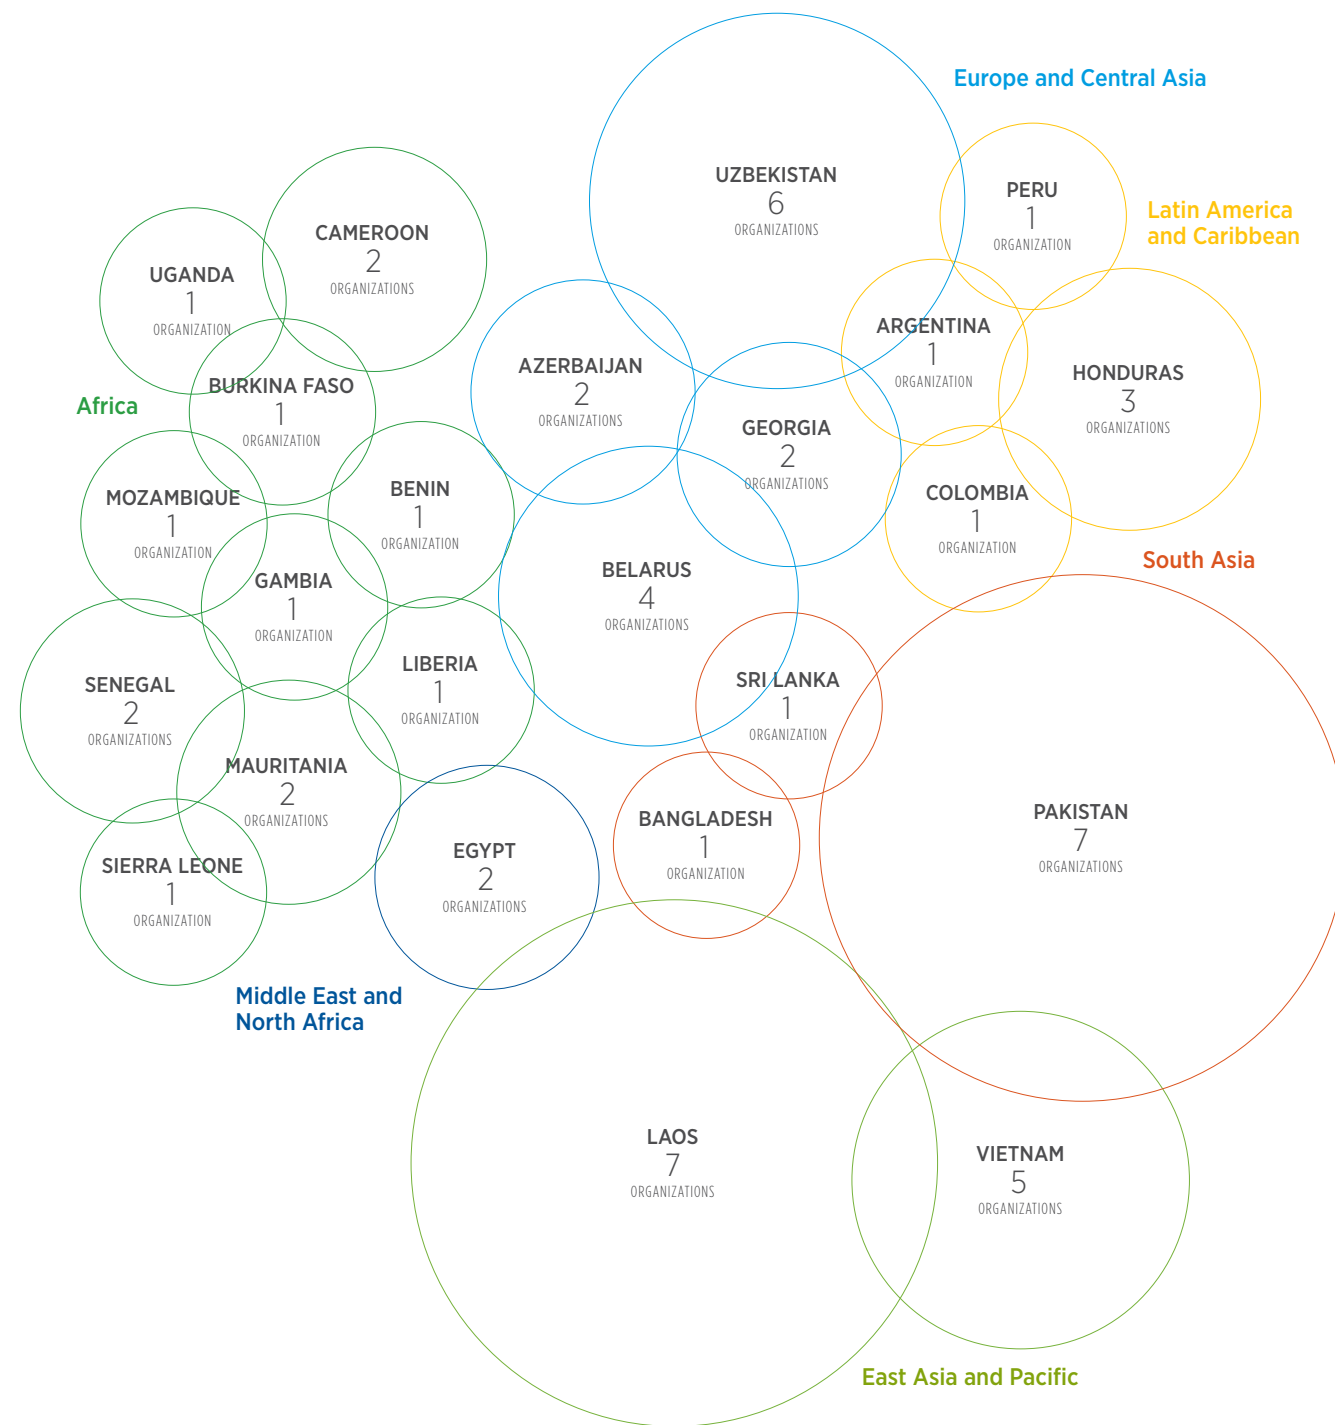 Europe and Central Asia
UZBEKISTAN
6
ORGANIZATIONS
PERU
1
ORGANIZATION
Latin America
and Caribbean
CAMEROON
2
ORGANIZATIONS
UGANDA
1
ORGANIZATION
ARGENTINA
1
ORGANIZATION
AZERBAIJAN
2
ORGANIZATIONS
HONDURAS
3
ORGANIZATIONS
BURKINA FASO
1
ORGANIZATION
Africa
GEORGIA
2
ORGANIZATIONS
MOZAMBIQUE
1
ORGANIZATION
BENIN
1
ORGANIZATION
COLOMBIA
1
ORGANIZATION
South Asia
GAMBIA
1
ORGANIZATION
BELARUS
4
ORGANIZATIONS
LIBERIA
1
ORGANIZATION
SENEGAL
2
ORGANIZATIONS
SRI LANKA
1
ORGANIZATION
MAURITANIA
2
ORGANIZATIONS
BANGLADESH
1
ORGANIZATION
PAKISTAN
7
ORGANIZATIONS
SIERRA LEONE
1
ORGANIZATION
EGYPT
2
ORGANIZATIONS
Middle East and
North Africa
LAOS
7
ORGANIZATIONS
VIETNAM
5
ORGANIZATIONS
East Asia and Pacific